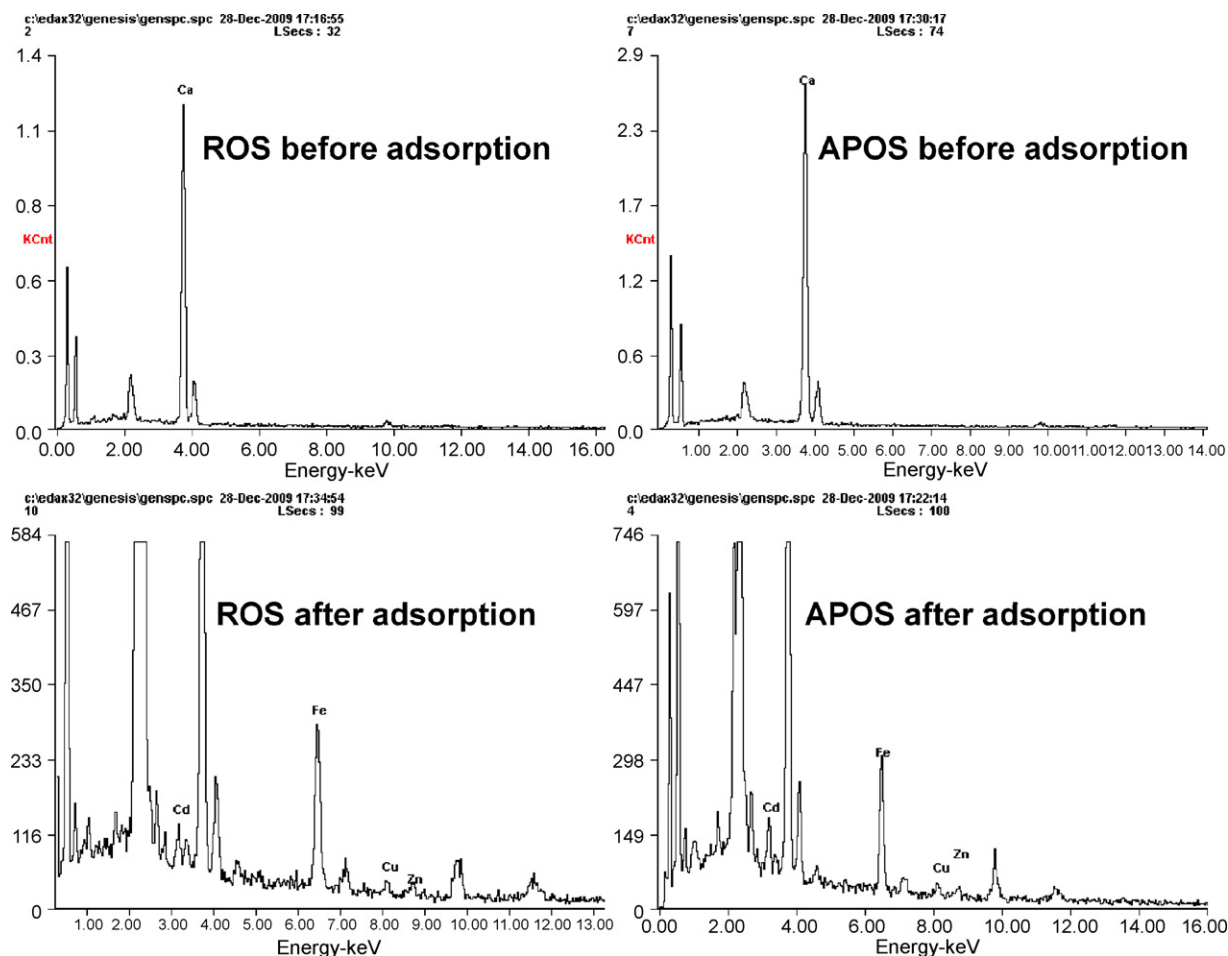 c:\edax32\genesis\genspc.spc 28-Dec-2009 17:16:55
2 LSecs : 32
1.4
Ca
1.1
ROS before adsorption
0.8
KCnt
0.6
0.3
0.0
0.00 2.00 4.00 6.00 8.00 10.00 12.00 14.00 16.00
Energy-keV
c:\edax32\genesis\genspc.spc 28-Dec-2009 17:30:17
7 LSecs : 74
2.9
Ca
2.3
APOS before adsorption
1.7
KCnt
1.2
0.6
0.0
1.00 2.00 3.00 4.00 5.00 6.00 7.00 8.00 9.00 10.00 11.00 12.00 13.00 14.00
Energy-keV
c:\edax32\genesis\genspc.spc 28-Dec-2009 17:34:54
10 LSecs : 99
584
467
ROS after adsorption
350
Fe
233
Cd
116
Cu
Zn
0
1.00 2.00 3.00 4.00 5.00 6.00 7.00 8.00 9.00 10.00 11.00 12.00 13.00
Energy-keV
c:\edax32\genesis\genspc.spc 28-Dec-2009 17:22:14
4 LSecs : 100
746
597
APOS after adsorption
447
298
Fe
Cd
149
Zn
Cu
0
0.00 2.00 4.00 6.00 8.00 10.00 12.00 14.00 16.00
Energy-keV